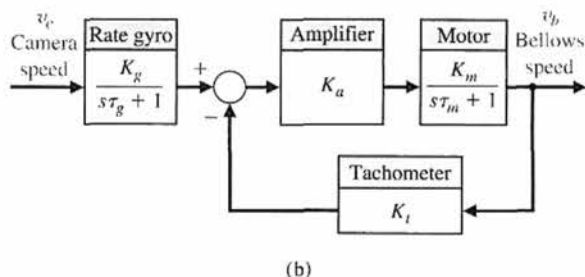 v_c
Camera
speed
Rate gyro
K_g
sτ_g + 1
+
−
Amplifier
K_a
Motor
K_m
sτ_m + 1
v_b
Bellows
speed
Tachometer
K_t
(b)